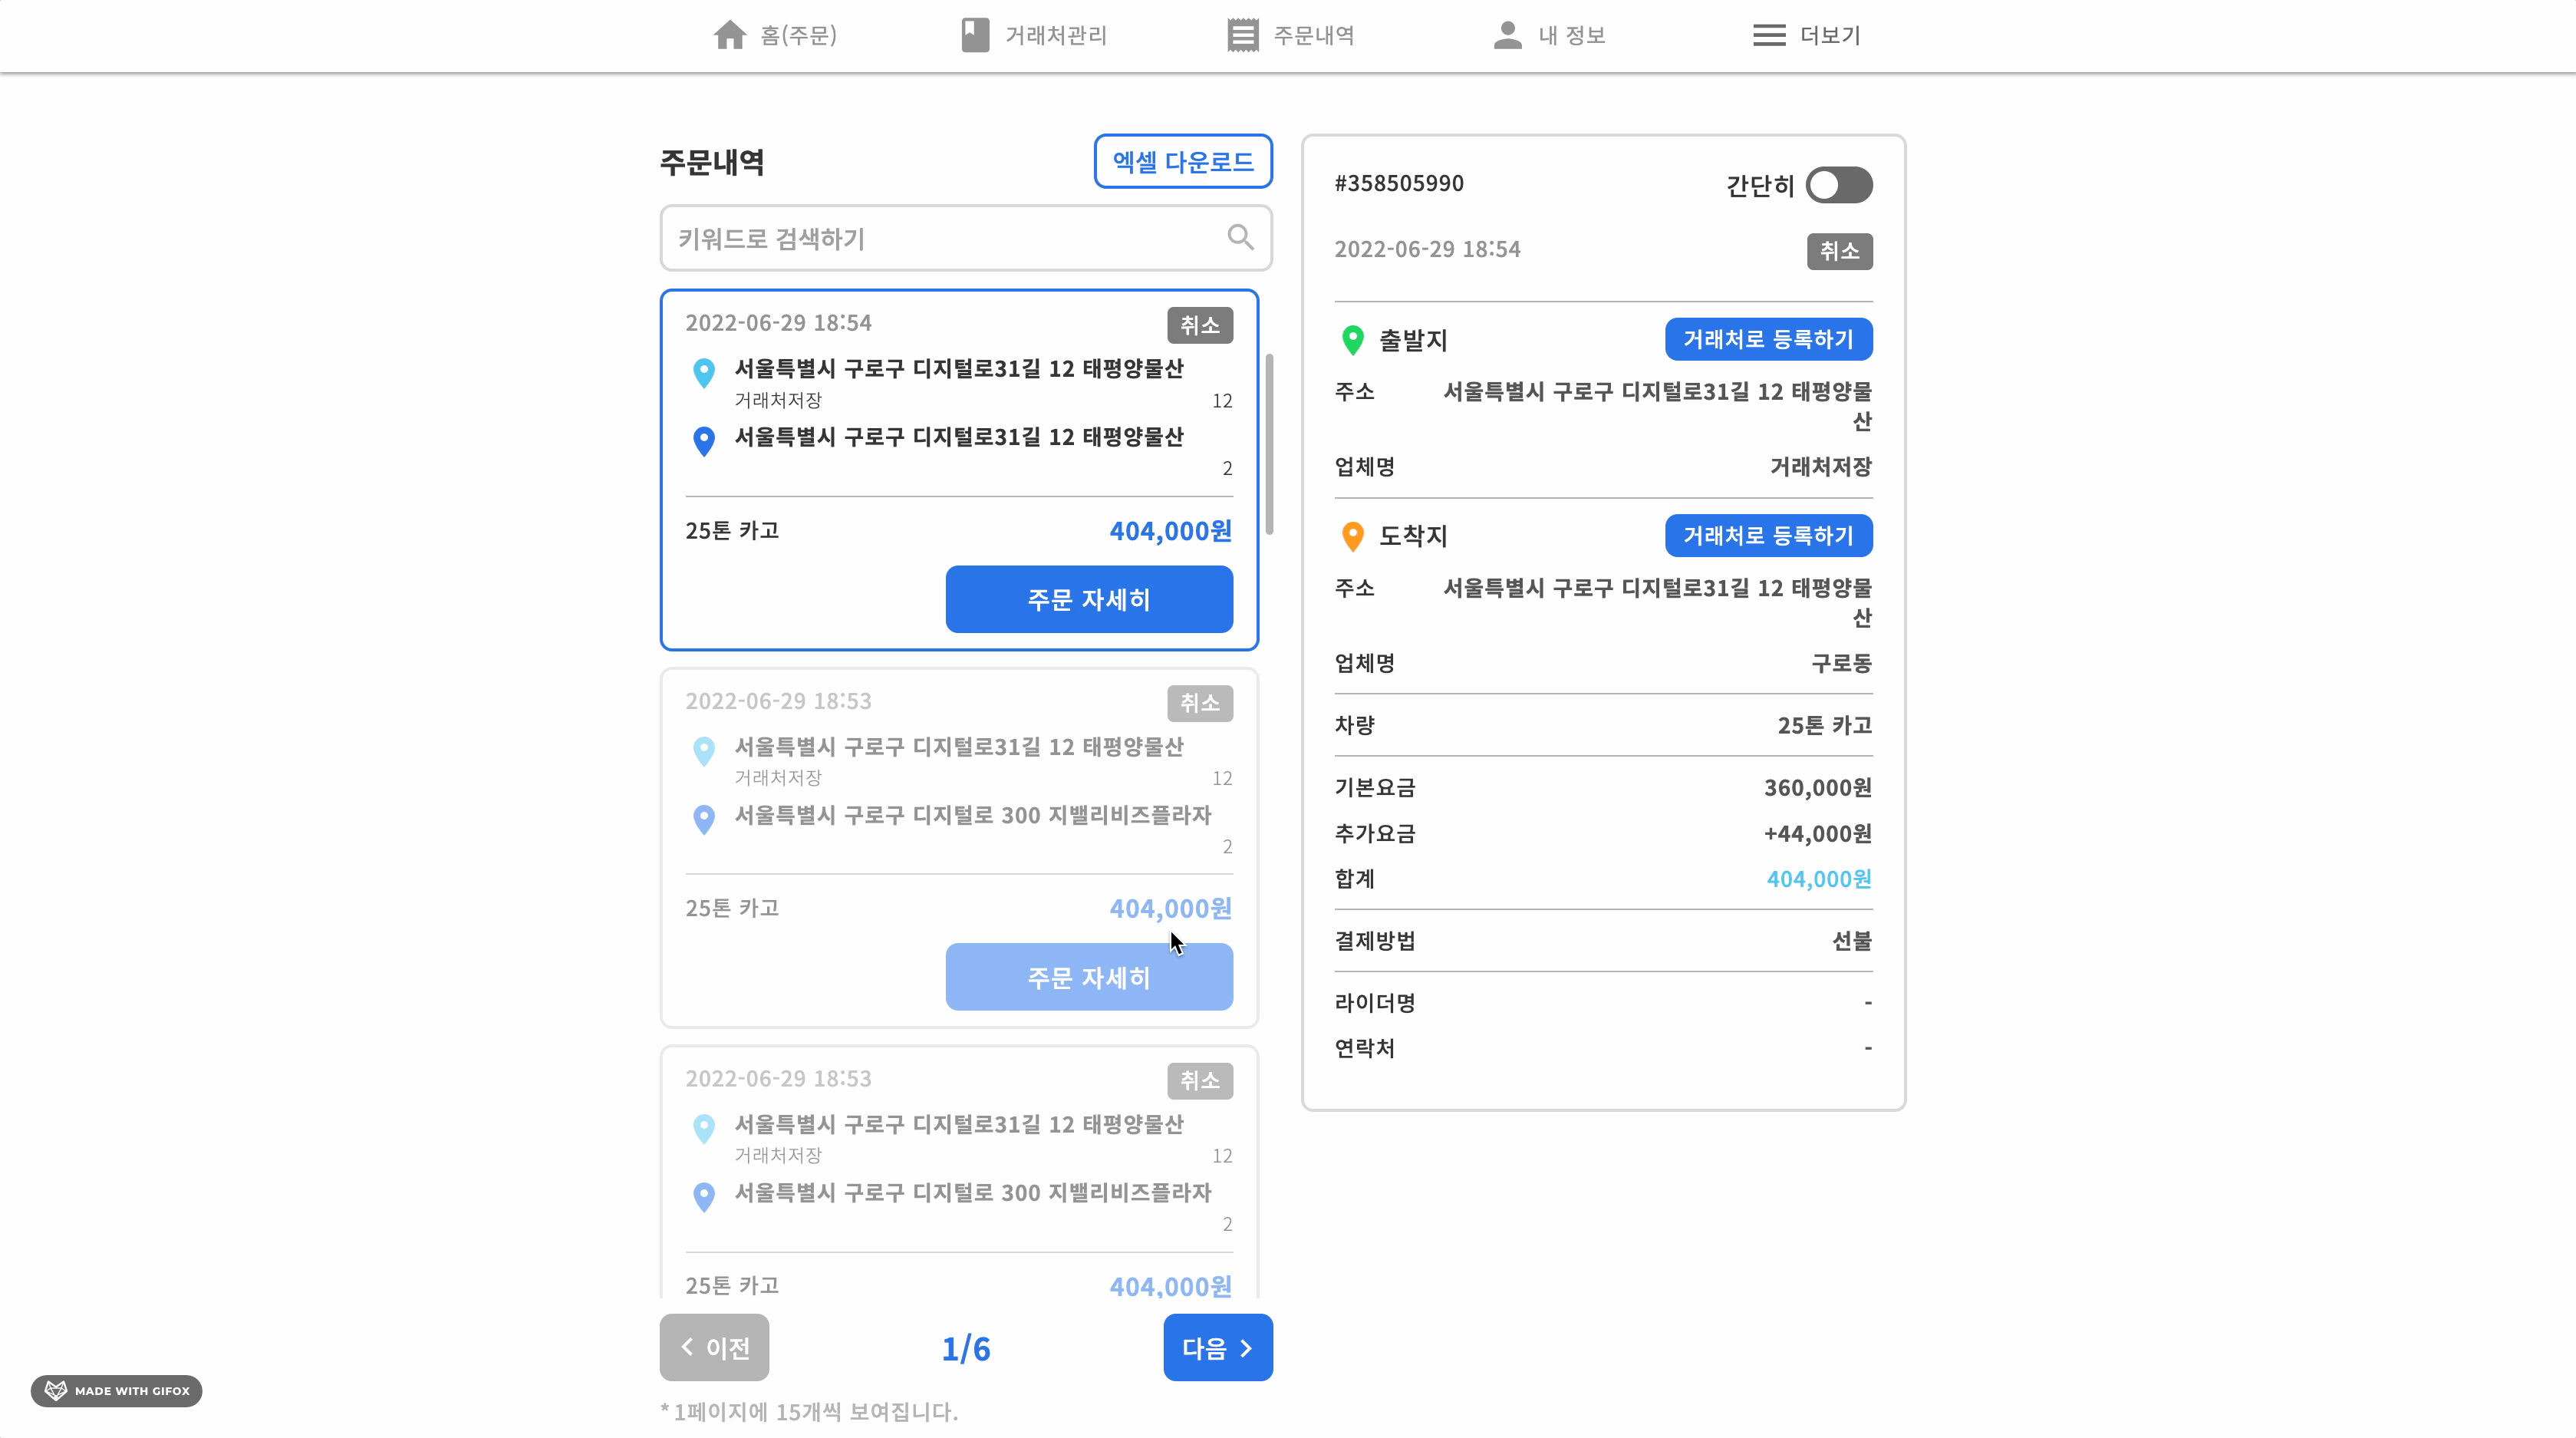 홈(주문)
거래처관리
주문내역
내 정보
더보기
주문내역
엑셀 다운로드
키워드로 검색하기
2022-06-29 18:54
취소
서울특별시 구로구 디지털로31길 12 태평양물산
거래처저장
12
서울특별시 구로구 디지털로31길 12 태평양물산
2
25톤 카고
404,000원
주문 자세히
2022-06-29 18:53
취소
서울특별시 구로구 디지털로31길 12 태평양물산
거래처저장
12
서울특별시 구로구 디지털로 300 지밸리비즈플라자
2
25톤 카고
404,000원
주문 자세히
2022-06-29 18:53
취소
서울특별시 구로구 디지털로31길 12 태평양물산
거래처저장
12
서울특별시 구로구 디지털로 300 지밸리비즈플라자
2
25톤 카고
404,000원
이전
1/6
다음
* 1페이지에 15개씩 보여집니다.
#358505990
간단히
2022-06-29 18:54
취소
출발지
거래처로 등록하기
주소
서울특별시 구로구 디지털로31길 12 태평양물
산
업체명
거래처저장
도착지
거래처로 등록하기
주소
서울특별시 구로구 디지털로31길 12 태평양물
산
업체명
구로동
차량
25톤 카고
기본요금
360,000원
추가요금
+44,000원
합계
404,000원
결제방법
선불
라이더명
-
연락처
-
MADE WITH GIFOX